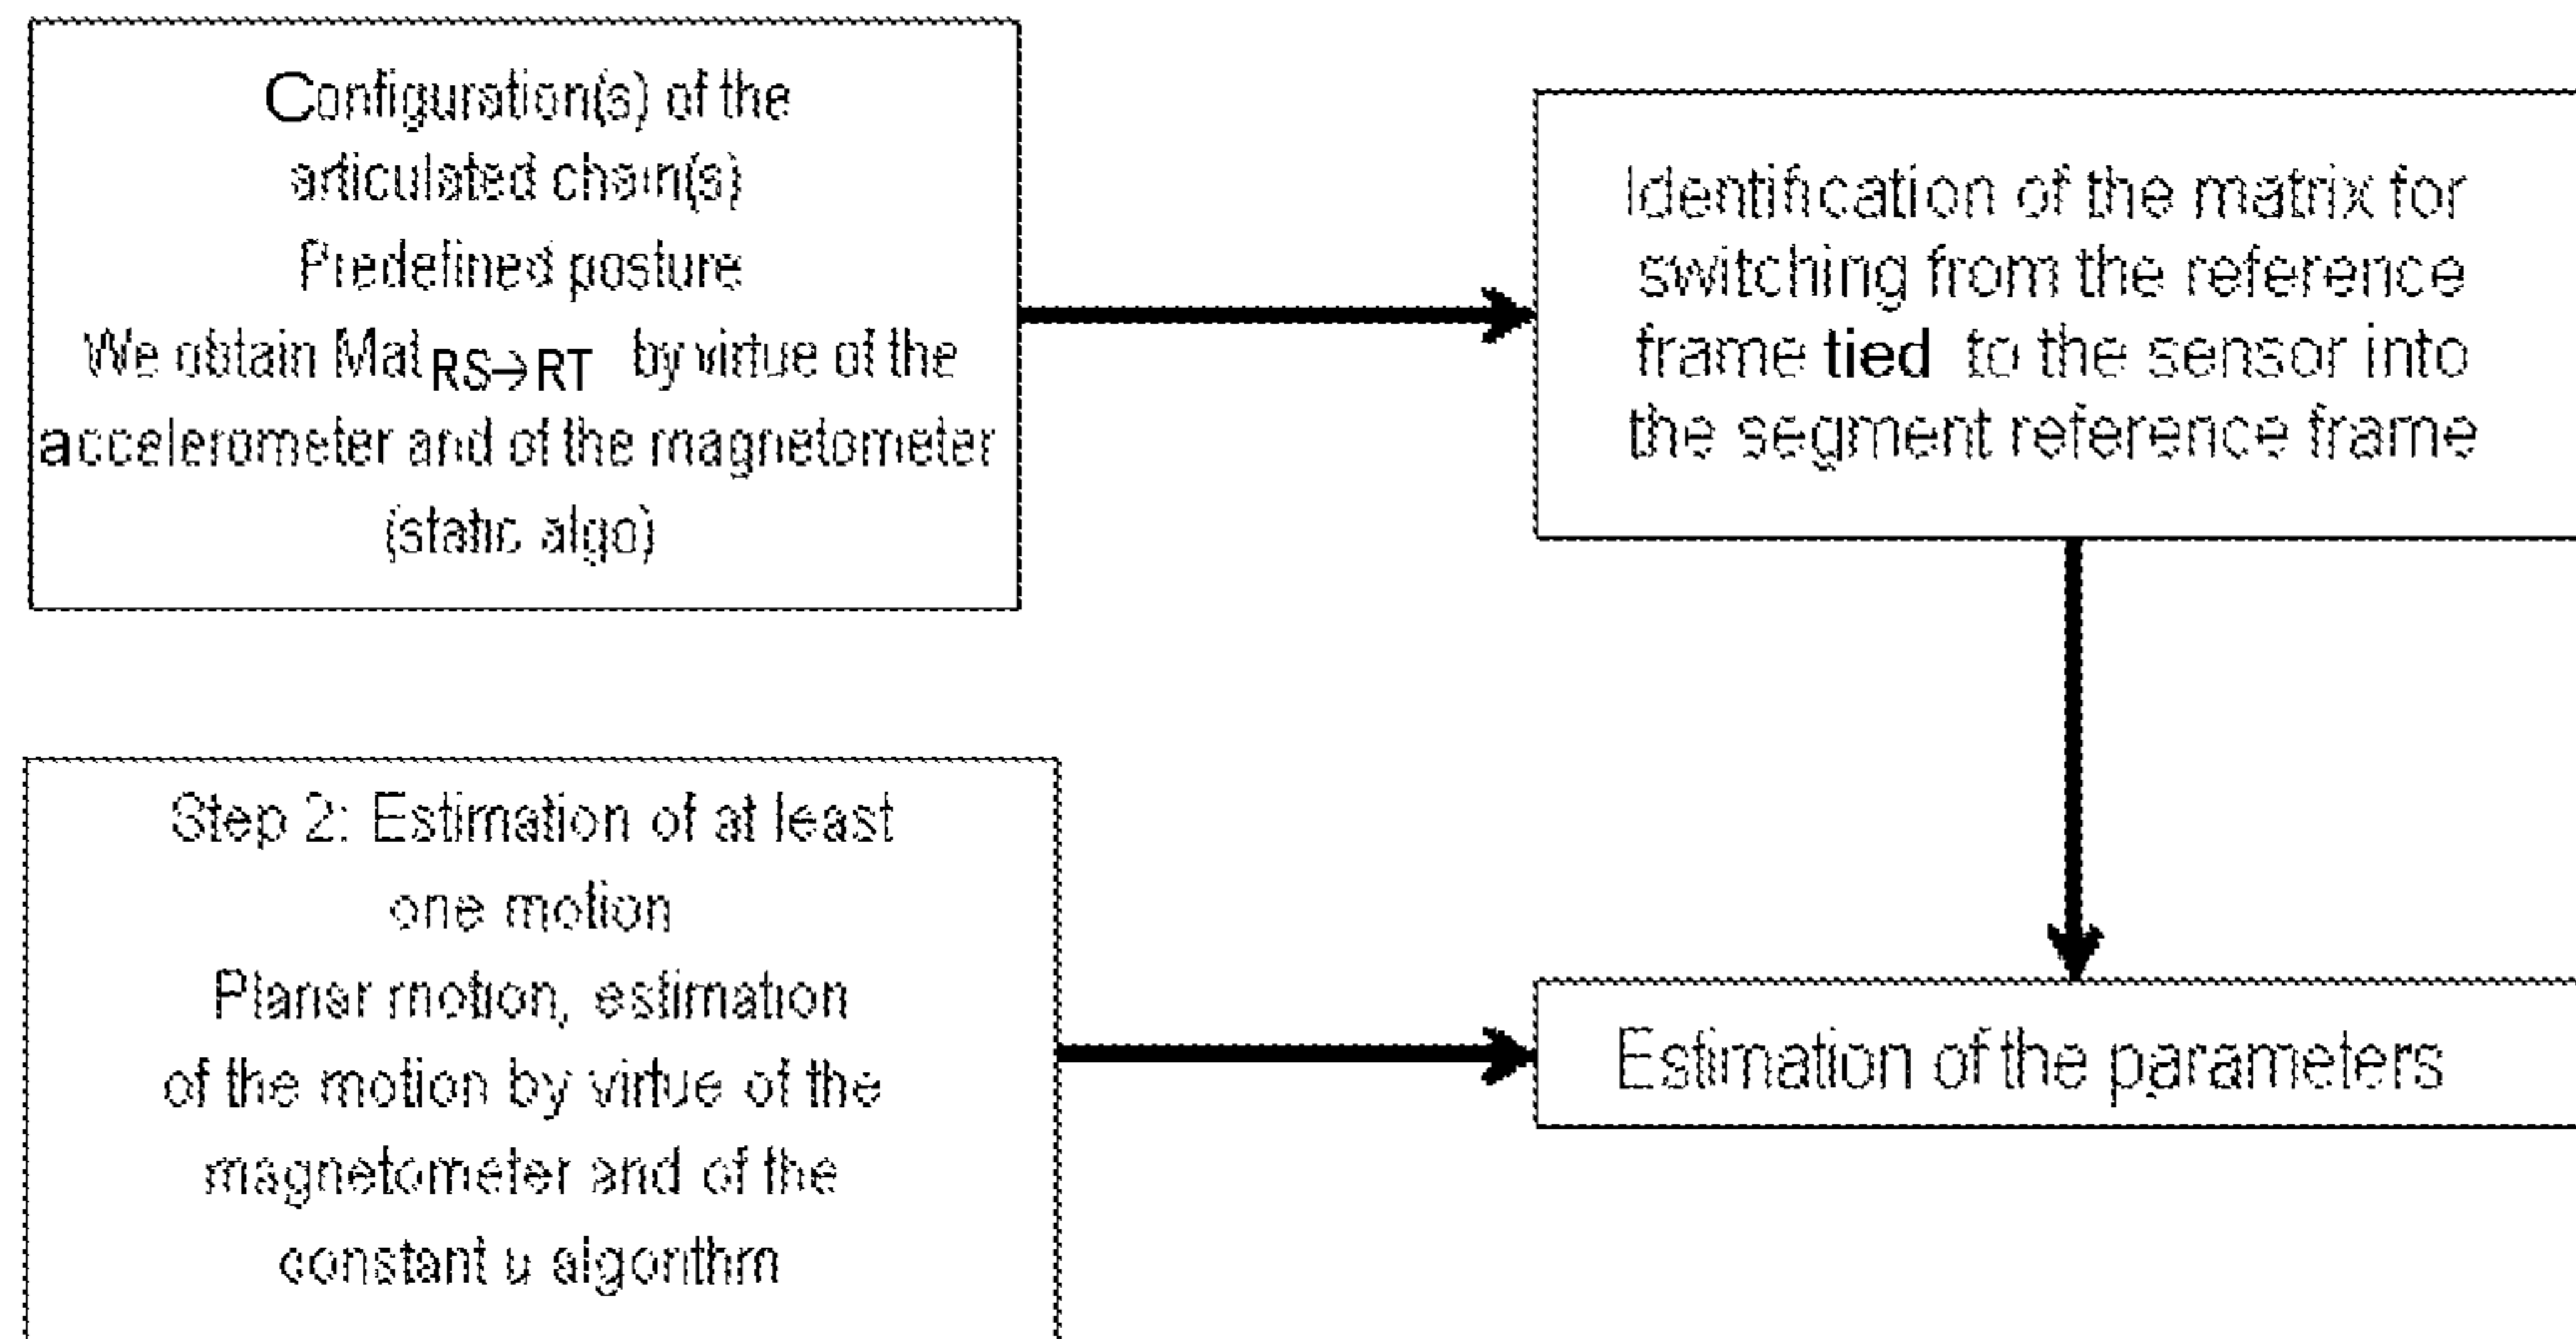 Configuration(s) of the
articulated chain(s)
Predefined posture
We obtain Mat RS→RT by virtue of the
accelerometer and of the magnetometer
(static algo)
Identification of the matrix for
switching from the reference
frame tied to the sensor into
the segment reference frame
Step 2: Estimation of at least
one motion
Planar motion, estimation
of the motion by virtue of the
magnetometer and of the
constant u algorithm
Estimation of the parameters